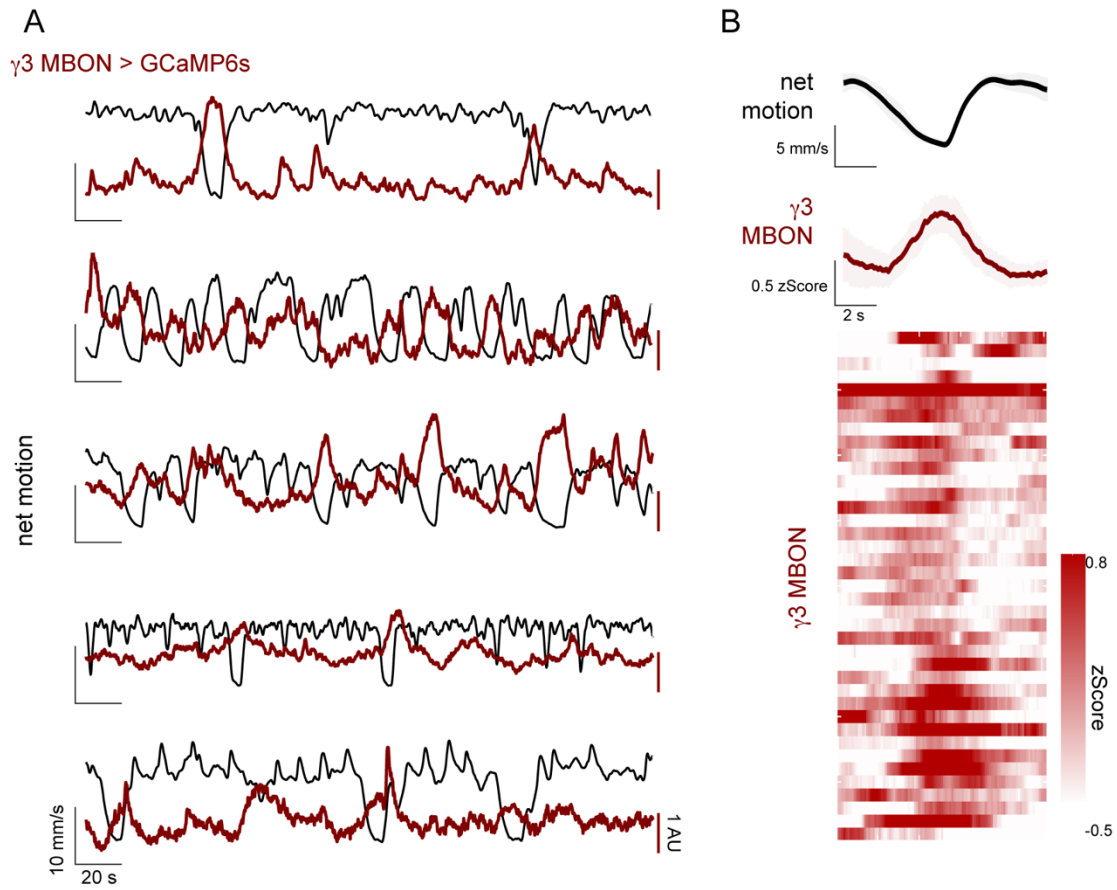 A
γ3 MBON > GCaMP6s
net motion
10 mm/s
20 s
1 AU
B
net
motion
5 mm/s
γ3
MBON
0.5 zScore
2 s
γ3 MBON
0.8
zScore
-0.5